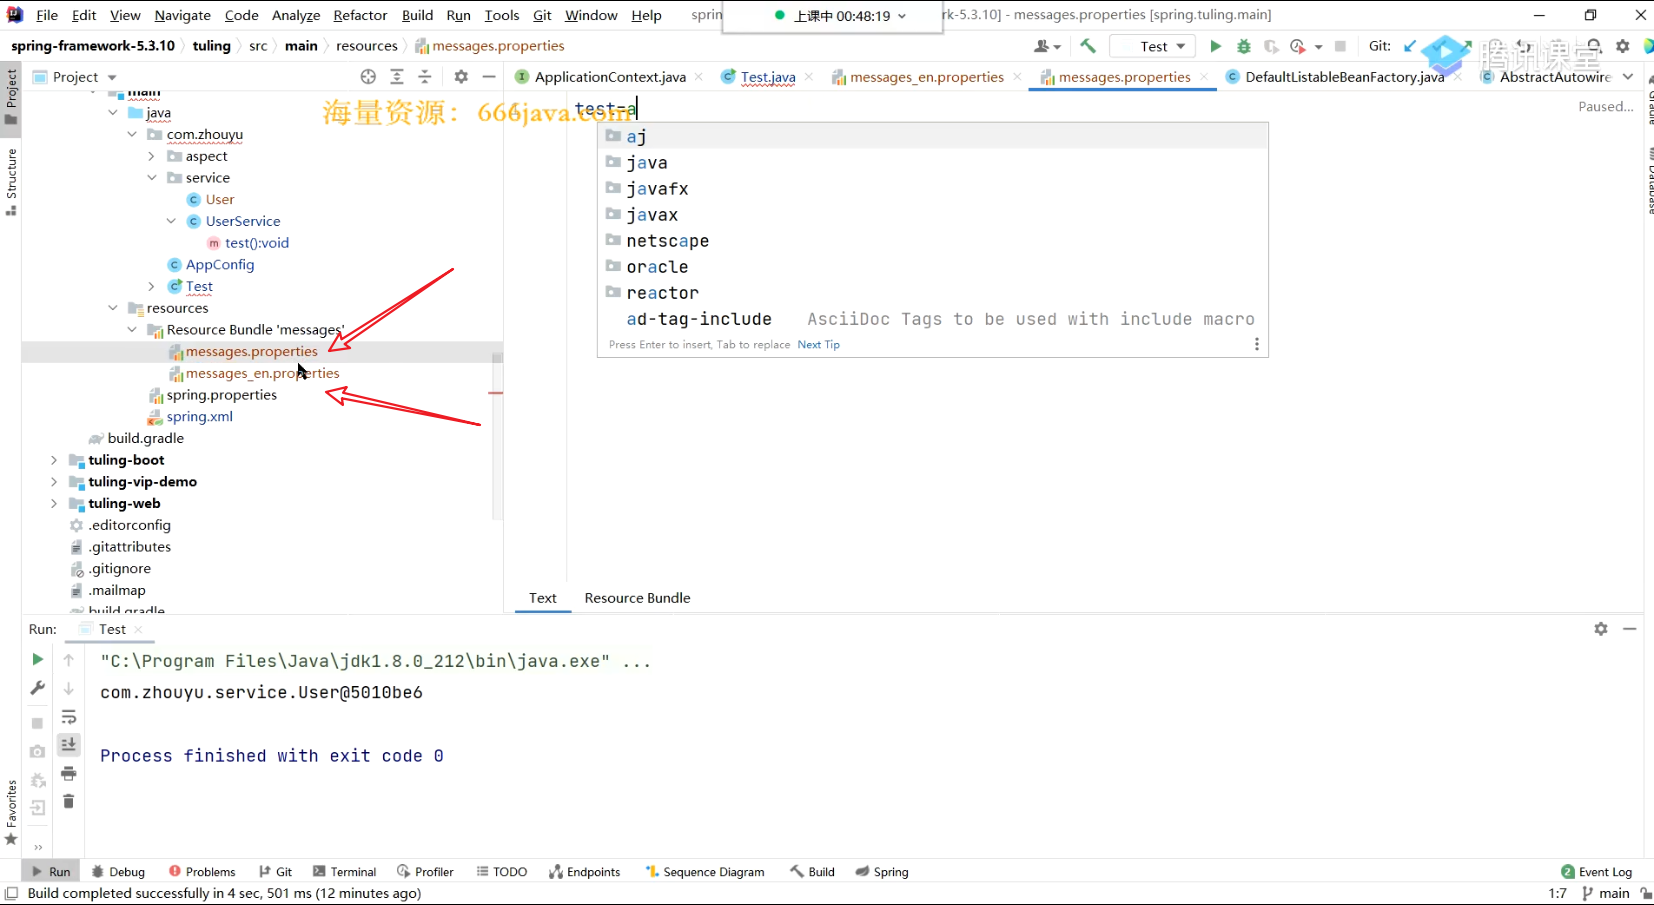 File Edit View Navigate Code Analyze Refactor Build Run Tools Git Window Help sprin 上课中 00:48:19 rk-5.3.10] - messages.properties [spring.tuling.main]
spring-framework-5.3.10 tuling src main resources messages.properties Test Git: 腾讯课堂
Project ApplicationContext.java Test.java messages_en.properties messages.properties DefaultListableBeanFactory.java AbstractAutowire
Project
Structure
Favorites
Database
main
java
com.zhouyu
aspect
service
User
UserService
test():void
AppConfig
Test
resources
Resource Bundle 'messages'
messages.properties
messages_en.properties
spring.properties
spring.xml
build.gradle
tuling-boot
tuling-vip-demo
tuling-web
.editorconfig
.gitattributes
.gitignore
.mailmap
build.gradle
海量资源：666java.com
test=a
Paused...
aj
java
javafx
javax
netscape
oracle
reactor
ad-tag-include AsciiDoc Tags to be used with include macro
Press Enter to insert, Tab to replace Next Tip
Text Resource Bundle
Run: Test
"C:\Program Files\Java\jdk1.8.0_212\bin\java.exe" ...
com.zhouyu.service.User@5010be6
Process finished with exit code 0
Run Debug Problems Git Terminal Profiler TODO Endpoints Sequence Diagram Build Spring 2 Event Log
Build completed successfully in 4 sec, 501 ms (12 minutes ago) 1:7 main